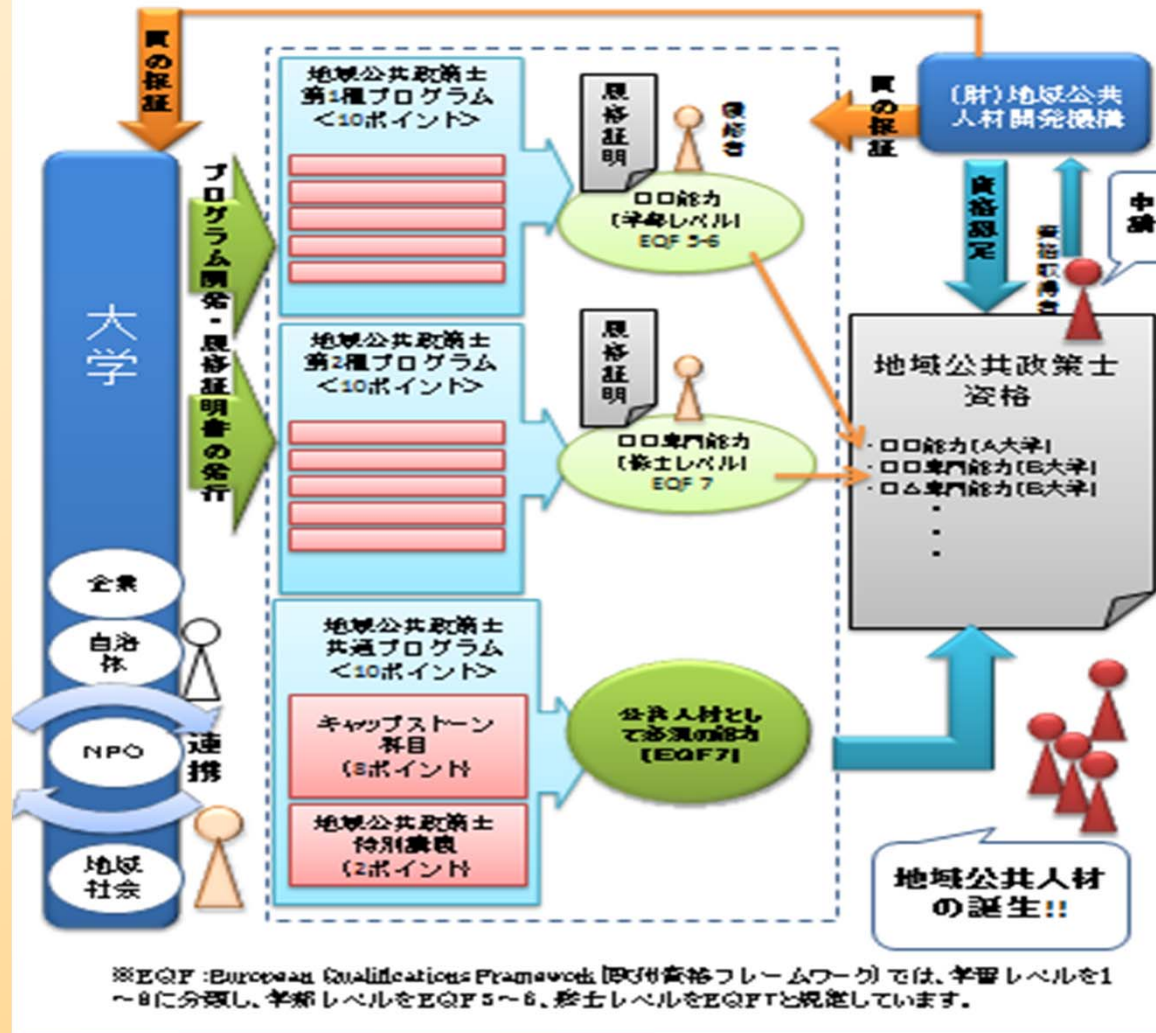 質の保証
大学
企業
自治
体
NPO
連携
地域
社会
プログラム開発・履修証明書の発行
地域公共政策士
第1種プログラム
<10ポイント>
履修証明
履修者
口口能力
(学部レベル)
EQF 5-6
地域公共政策士
第2種プログラム
<10ポイント>
履修証明
口口専門能力
(修士レベル)
EQF 7
地域公共政策士
共通プログラム
<10ポイント>
キャップストーン
科目
(8ポイント)
地域公共政策士
特別講義
(2ポイント)
公共人材とし
て必須の能力
(EQF7)
質の保証
(財)地域公共
人材開発機構
資格認定
資格取得者
申
請
地域公共政策士
資格
・口口能力(A大学)
・口口専門能力(B大学)
・口△専門能力(B大学)
地域公共人材
の誕生!!
※EQF :European Qualifications Framework (欧州資格フレームワーク) では、学習レベルを1
～8に分類し、学部レベルをEQF5～6、修士レベルをEQF7と規定しています。